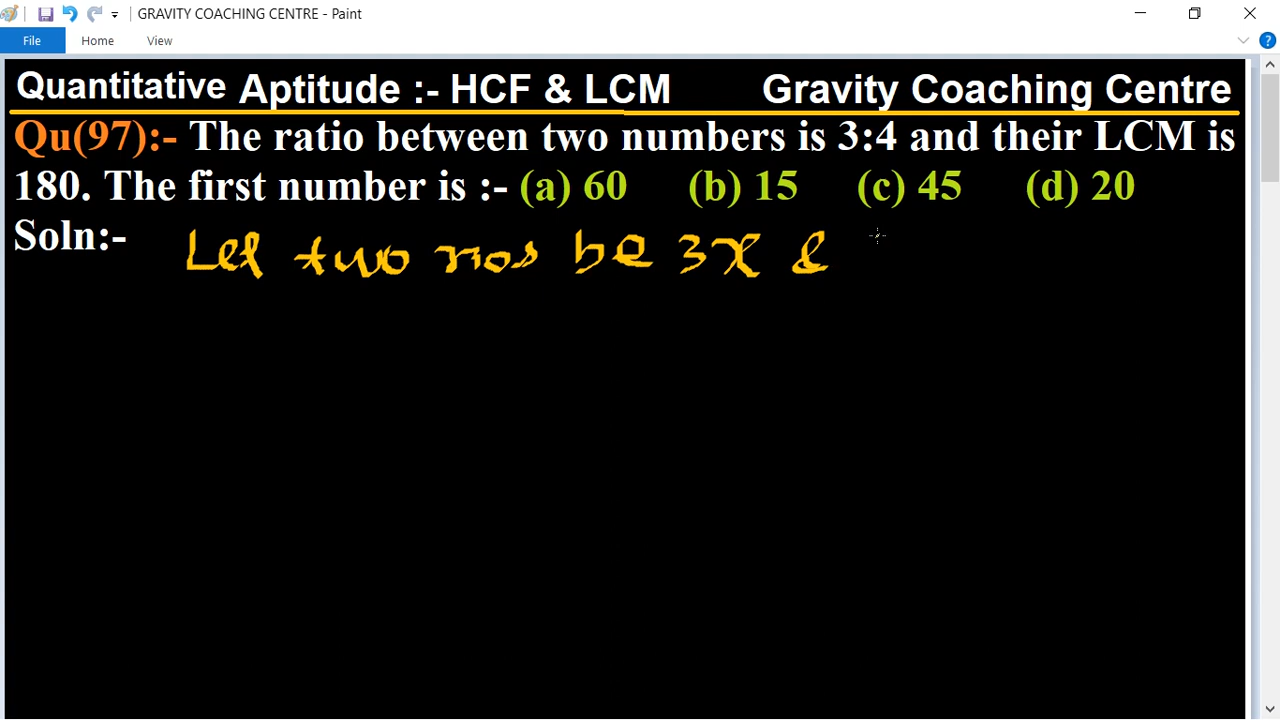 GRAVITY COACHING CENTRE - Paint
File Home View
Quantitative Aptitude :- HCF & LCM Gravity Coaching Centre
Qu(97):- The ratio between two numbers is 3:4 and their LCM is
180. The first number is :- (a) 60 (b) 15 (c) 45 (d) 20
Soln:- Let two nos be 3x &